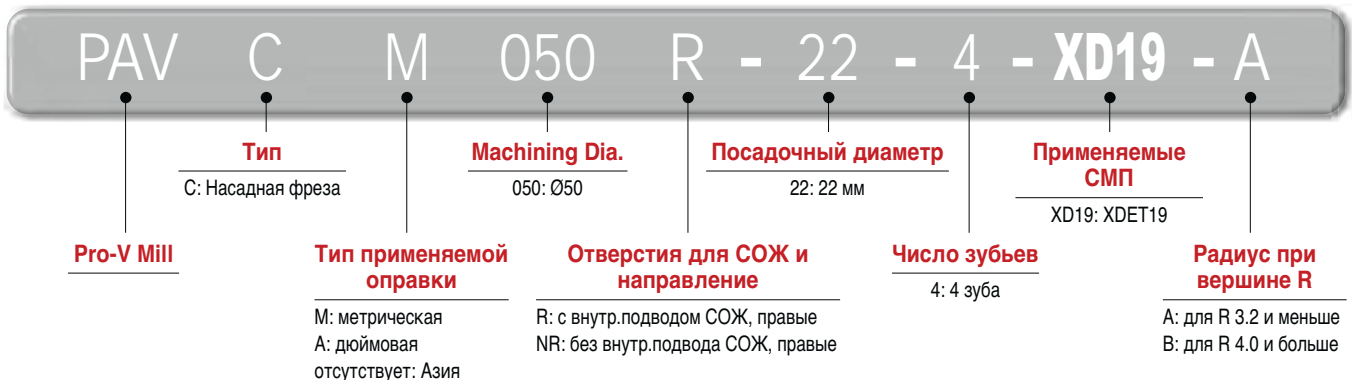 PAV C M 050 R - 22 - 4 - XD19 - A
Тип
C: Насадная фреза
Machining Dia.
050: Ø50
Посадочный диаметр
22: 22 мм
Применяемые
СМП
XD19: XDET19
Pro-V Mill
Тип применяемой
оправки
M: метрическая
A: дюймовая
отсутствует: Азия
Отверстия для СОЖ и
направление
R: с внутр.подводом СОЖ, правые
NR: без внутр.подвода СОЖ, правые
Число зубьев
4: 4 зуба
Радиус при
вершине R
A: для R 3.2 и меньше
B: для R 4.0 и больше